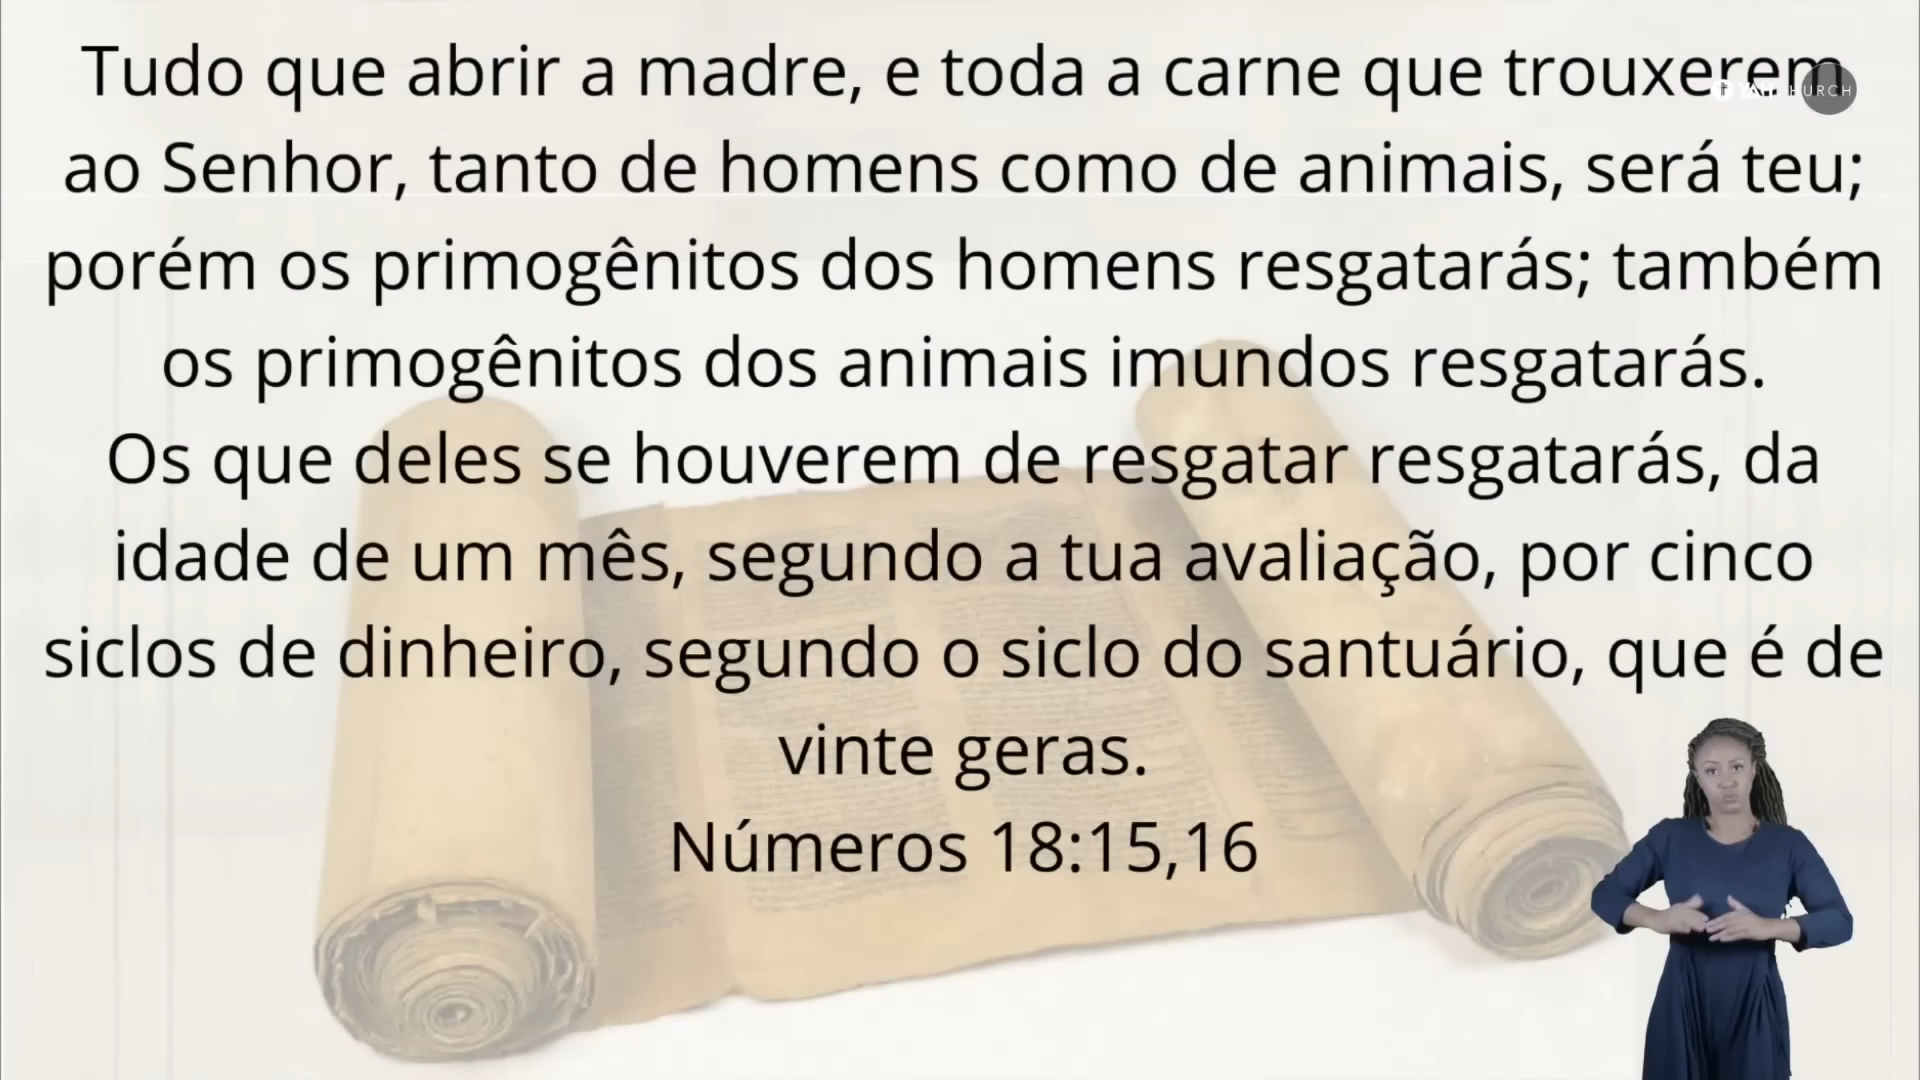 Tudo que abrir a madre, e toda a carne que trouxerem
ao Senhor, tanto de homens como de animais, será teu;
porém os primogênitos dos homens resgatarás; também
os primogênitos dos animais imundos resgatarás.
Os que deles se houverem de resgatar resgatarás, da
idade de um mês, segundo a tua avaliação, por cinco
siclos de dinheiro, segundo o siclo do santuário, que é de
vinte geras.
Números 18:15,16